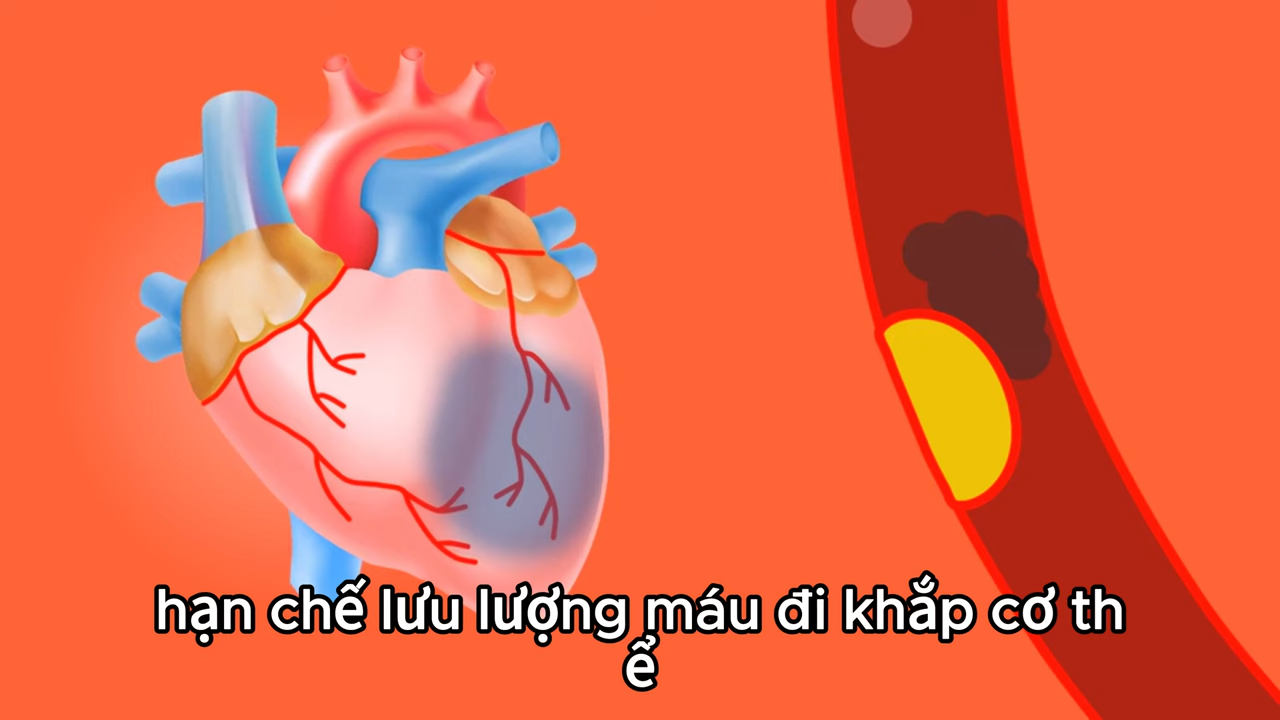 hạn chế lưu lượng máu đi khắp cơ th
ể